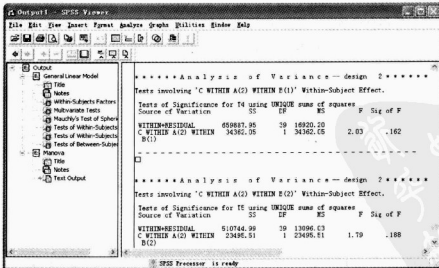 Output1 - SPSS Viewer
File Edit View Insert Format Analyze Graphs Utilities Window Help
Output
General Linear Model
Title
Notes
Within-Subjects Factors
Multivariate Tests
Mauchly's Test of Spheri
Tests of Within-Subjects
Tests of Within-Subjects
Tests of Between-Subjec
Manova
Title
Notes
Text Output
* * * * * * A n a l y s i s o f V a r i a n c e -- design 2 * * * * * *
Tests involving 'C WITHIN A(2) WITHIN B(1)' Within-Subject Effect.
Tests of Significance for T4 using UNIQUE sums of squares
Source of Variation SS DF MS F Sig of F
WITHIN+RESIDUAL 659887.95 39 16920.20
C WITHIN A(2) WITHIN 34362.05 1 34362.05 2.03 .162
B(1)
* * * * * * A n a l y s i s o f V a r i a n c e -- design 2 * * * * * *
Tests involving 'C WITHIN A(2) WITHIN B(2)' Within-Subject Effect.
Tests of Significance for T5 using UNIQUE sums of squares
Source of Variation SS DF MS F Sig of F
WITHIN+RESIDUAL 510744.99 39 13096.03
C WITHIN A(2) WITHIN 23495.51 1 23495.51 1.79 .188
B(2)
SPSS Processor is ready